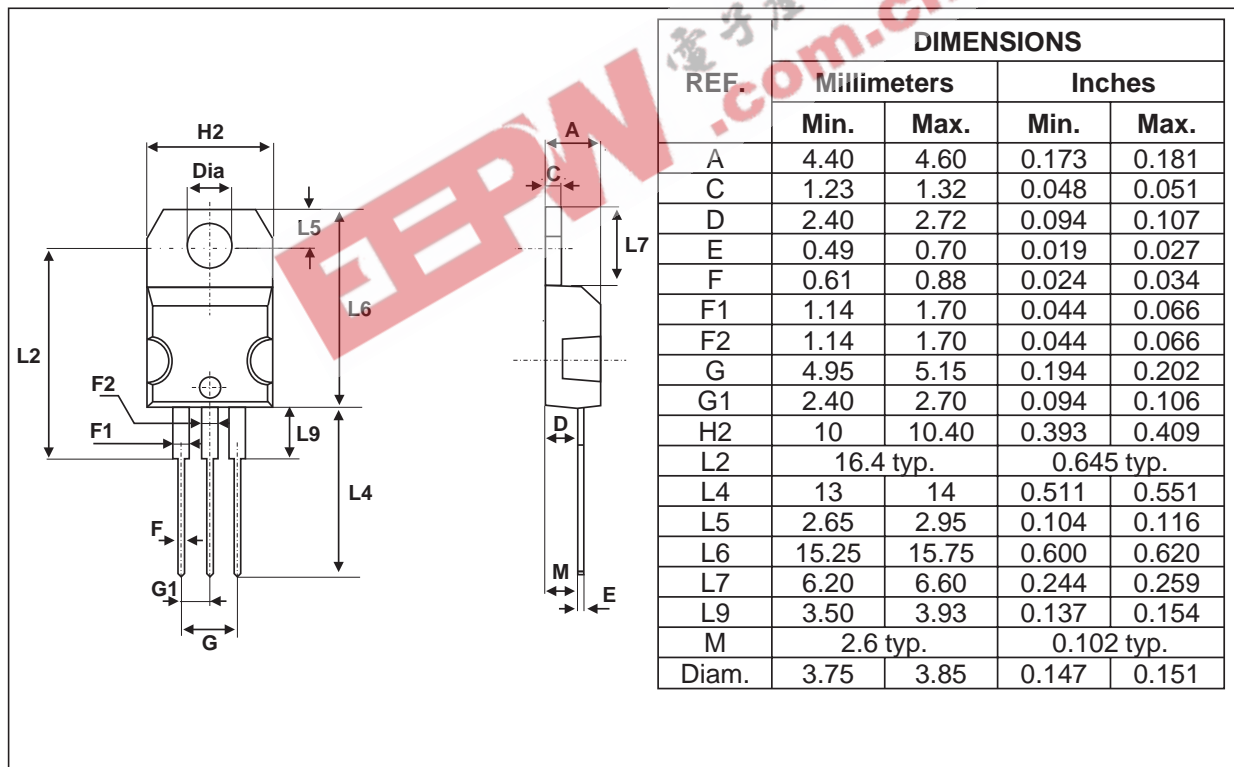 H2
Dia
L5
L6
L2
F2
F1
L9
L4
F
G1
G
A
C
L7
D
M
E
EEPW
.com.cn
電子
REF. DIMENSIONS
Millimeters Inches
Min. Max. Min. Max.
A 4.40 4.60 0.173 0.181
C 1.23 1.32 0.048 0.051
D 2.40 2.72 0.094 0.107
E 0.49 0.70 0.019 0.027
F 0.61 0.88 0.024 0.034
F1 1.14 1.70 0.044 0.066
F2 1.14 1.70 0.044 0.066
G 4.95 5.15 0.194 0.202
G1 2.40 2.70 0.094 0.106
H2 10 10.40 0.393 0.409
L2 16.4 typ. 0.645 typ.
L4 13 14 0.511 0.551
L5 2.65 2.95 0.104 0.116
L6 15.25 15.75 0.600 0.620
L7 6.20 6.60 0.244 0.259
L9 3.50 3.93 0.137 0.154
M 2.6 typ. 0.102 typ.
Diam. 3.75 3.85 0.147 0.151